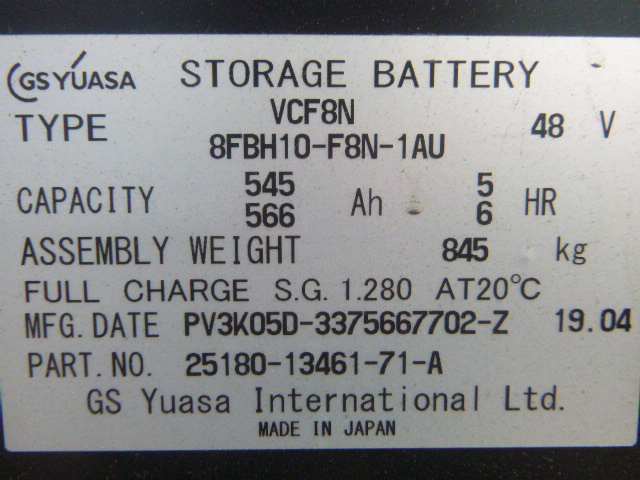 GS YUASA STORAGE BATTERY
TYPE VCF8N 48 V
8FBH10-F8N-1AU
CAPACITY 545 Ah 5 HR
566 6
ASSEMBLY WEIGHT 845 kg
FULL CHARGE S.G. 1.280 AT20℃
MFG. DATE PV3K05D-3375667702-Z 19.04
PART. NO. 25180-13461-71-A
GS Yuasa International Ltd.
MADE IN JAPAN